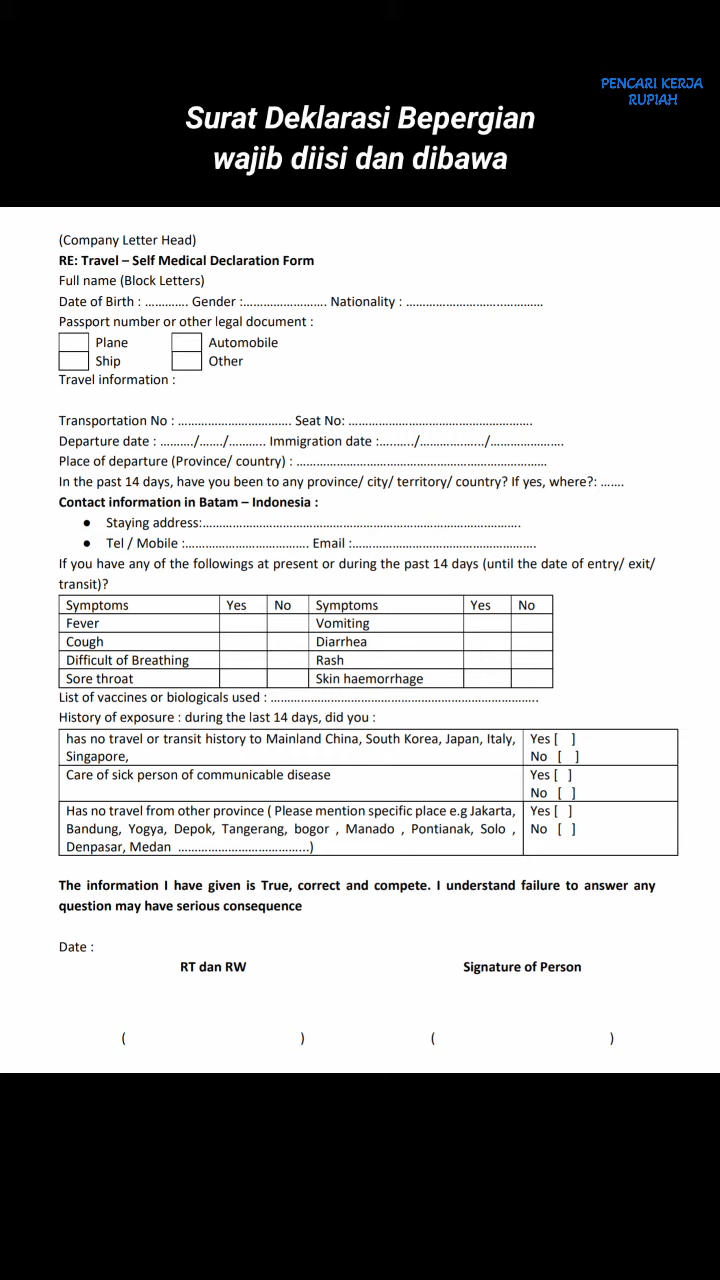 PENCARI KERJA
RUPIAH
Surat Deklarasi Bepergian
wajib diisi dan dibawa
(Company Letter Head)
RE: Travel – Self Medical Declaration Form
Full name (Block Letters)
Date of Birth : ............. Gender :......................... Nationality : .........................................
Passport number or other legal document :
Plane Automobile
Ship Other
Travel information :
Transportation No : .................................. Seat No: .......................................................
Departure date : ........../......./........... Immigration date :........../.................../......................
Place of departure (Province/ country) : ...........................................................................
In the past 14 days, have you been to any province/ city/ territory/ country? If yes, where?: .......
Contact information in Batam – Indonesia :
● Staying address:...............................................................................................
● Tel / Mobile :..................................... Email :.......................................................
If you have any of the followings at present or during the past 14 days (until the date of entry/ exit/
transit)?
Symptoms Yes No Symptoms Yes No
Fever Vomiting
Cough Diarrhea
Difficult of Breathing Rash
Sore throat Skin haemorrhage
List of vaccines or biologicals used : ................................................................................
History of exposure : during the last 14 days, did you :
has no travel or transit history to Mainland China, South Korea, Japan, Italy, Yes [ ]
Singapore, No [ ]
Care of sick person of communicable disease Yes [ ]
No [ ]
Has no travel from other province ( Please mention specific place e.g Jakarta, Yes [ ]
Bandung, Yogya, Depok, Tangerang, bogor , Manado , Pontianak, Solo , No [ ]
Denpasar, Medan .......................................)
The information I have given is True, correct and compete. I understand failure to answer any
question may have serious consequence
Date :
RT dan RW Signature of Person
( ) ( )